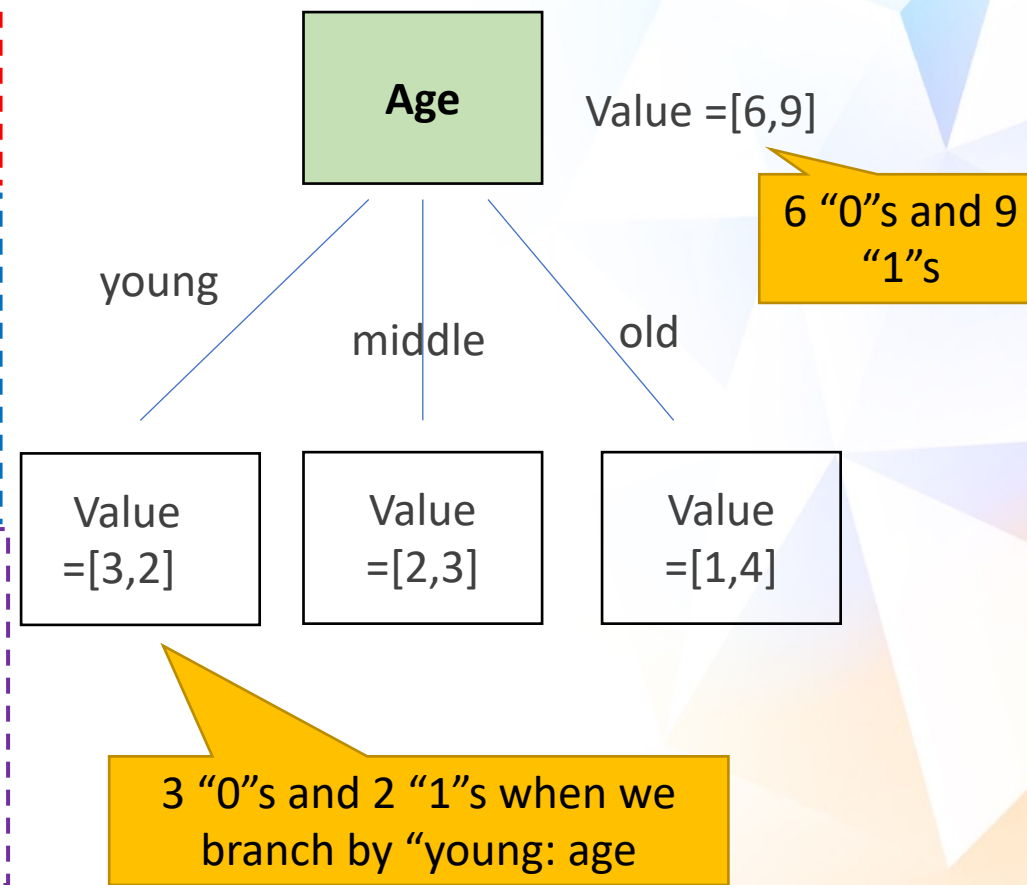 Age
Value =[6,9]
6 “0”s and 9
“1”s
young
middle
old
Value
=[3,2]
Value
=[2,3]
Value
=[1,4]
3 “0”s and 2 “1”s when we
branch by “young: age